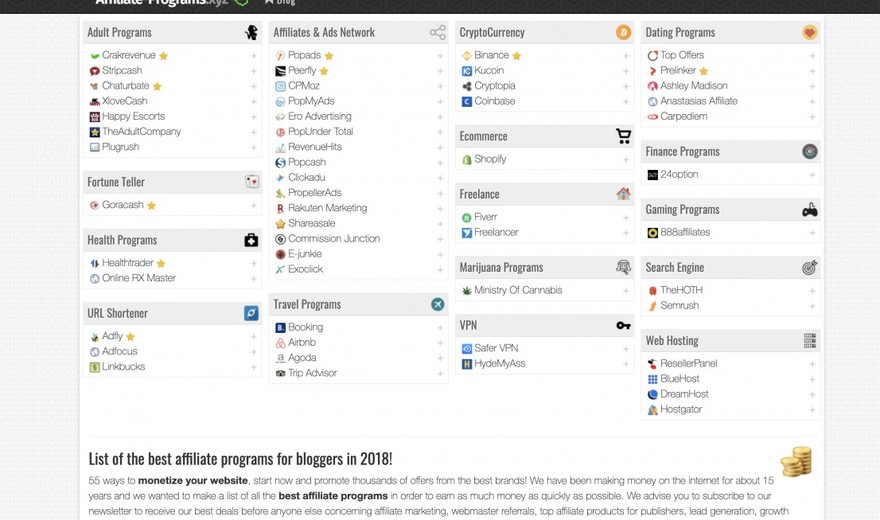 Affiliate-Programs.xyz
Blog
Adult Programs
Crakrevenue
+
Stripcash
+
Chaturbate
+
XloveCash
+
Happy Escorts
+
TheAdultCompany
+
Plugrush
+
Fortune Teller
Goracash
+
Health Programs
Healthtrader
+
Online RX Master
+
URL Shortener
Adfly
+
Adfocus
+
Linkbucks
+
Affiliates & Ads Network
Popads
+
Peerfly
+
CPMoz
+
PopMyAds
+
Ero Advertising
+
PopUnder Total
+
RevenueHits
+
Popcash
+
Clickadu
+
PropellerAds
+
Rakuten Marketing
+
Shareasale
+
Commission Junction
+
E-junkie
+
Exoclick
+
Travel Programs
Booking
+
Airbnb
+
Agoda
+
Trip Advisor
+
CryptoCurrency
Binance
+
Kucoin
+
Cryptopia
+
Coinbase
+
Ecommerce
Shopify
+
Freelance
Fiverr
+
Freelancer
+
Marijuana Programs
Ministry Of Cannabis
+
VPN
Safer VPN
+
HydeMyAss
+
Dating Programs
Top Offers
+
Prelinker
+
Ashley Madison
+
Anastasias Affiliate
+
Carpediem
+
Finance Programs
24option
+
Gaming Programs
888affiliates
+
Search Engine
TheHOTH
+
Semrush
+
Web Hosting
ResellerPanel
+
BlueHost
+
DreamHost
+
Hostgator
+
List of the best affiliate programs for bloggers in 2018!
55 ways to monetize your website, start now and promote thousands of offers from the best brands! We have been making money on the internet for about 15
years and we wanted to make a list of all the best affiliate programs in order to earn as much money as quickly as possible. We advise you to subscribe to our
newsletter to receive our best deals before anyone else concerning affiliate marketing, webmaster referrals, top affiliate products for publishers, lead generation, growth